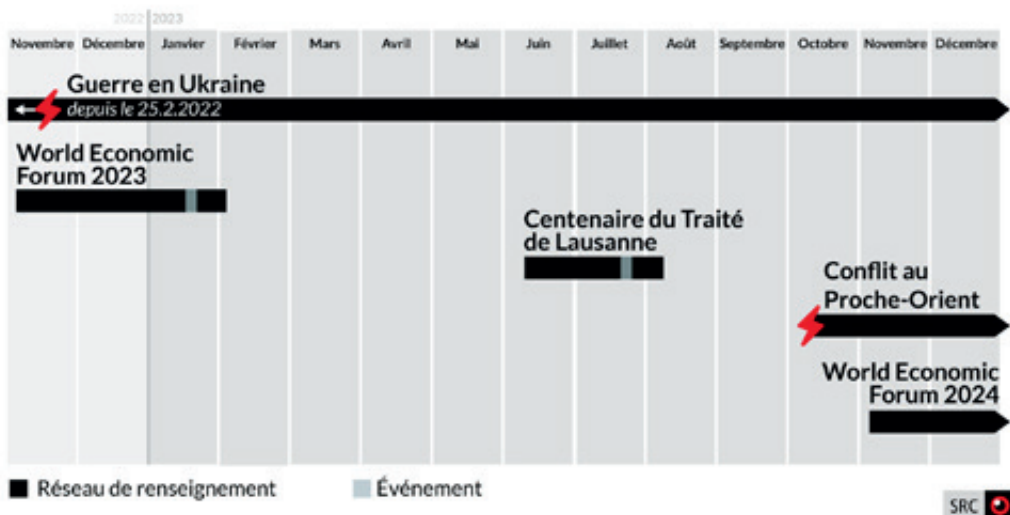 2022 2023
Novembre Décembre Janvier Février Mars Avril Mai Juin Juillet Août Septembre Octobre Novembre Décembre
Guerre en Ukraine
depuis le 25.2.2022
World Economic
Forum 2023
Centenaire du Traité
de Lausanne
Conflit au
Proche-Orient
World Economic
Forum 2024
Réseau de renseignement Événement
SRC